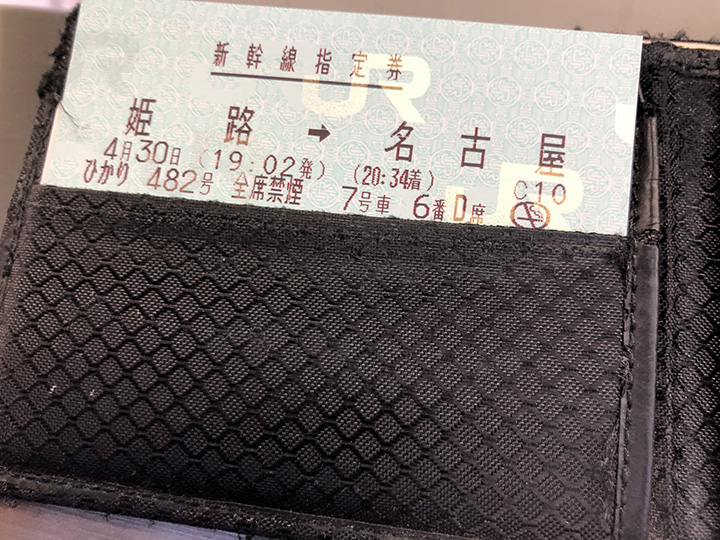 新幹線指定券
姫路 ➡ 名古屋
4月30日 (19:02発) (20:34着) C10
ひかり 482号 全席禁煙 7号車 6番D席
JR
JR